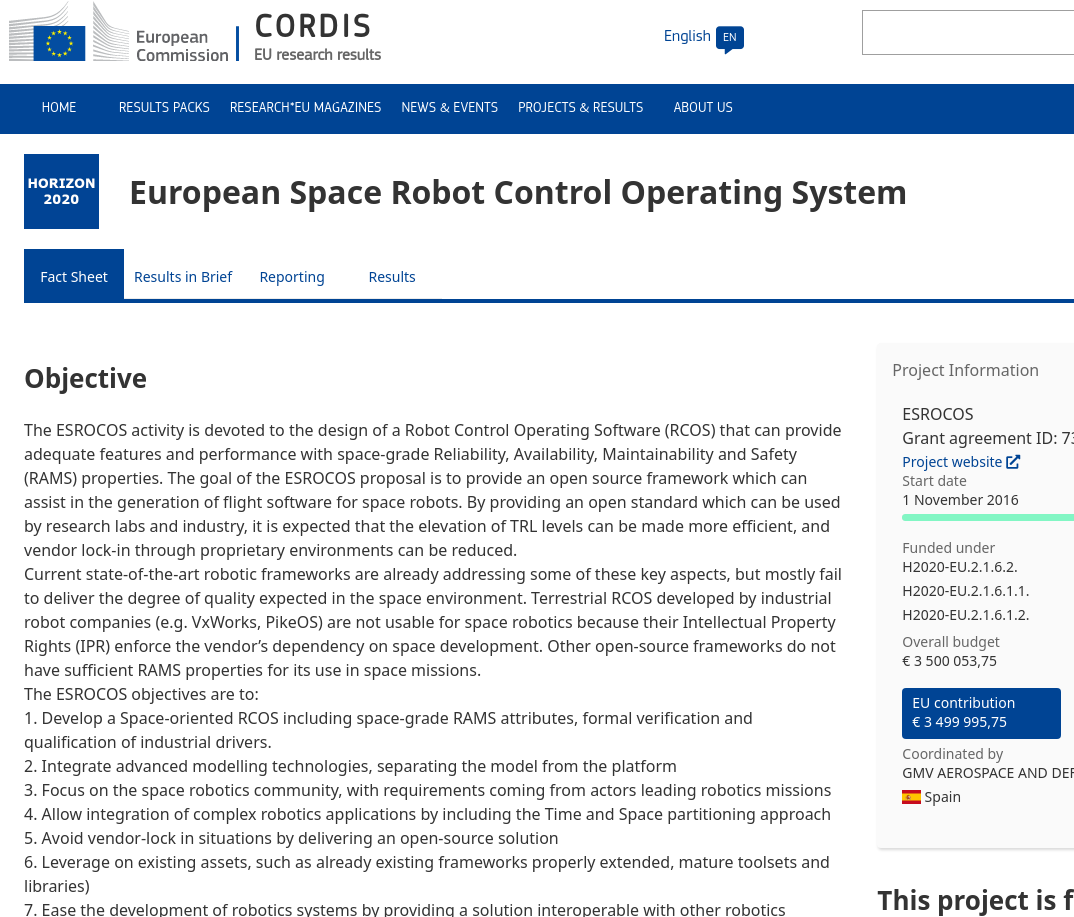 European
Commission
CORDIS
EU research results
English EN
HOME RESULTS PACKS RESEARCH*EU MAGAZINES NEWS & EVENTS PROJECTS & RESULTS ABOUT US
HORIZON
2020
European Space Robot Control Operating System
Fact Sheet Results in Brief Reporting Results
Objective
The ESROCOS activity is devoted to the design of a Robot Control Operating Software (RCOS) that can provide
adequate features and performance with space-grade Reliability, Availability, Maintainability and Safety
(RAMS) properties. The goal of the ESROCOS proposal is to provide an open source framework which can
assist in the generation of flight software for space robots. By providing an open standard which can be used
by research labs and industry, it is expected that the elevation of TRL levels can be made more efficient, and
vendor lock-in through proprietary environments can be reduced.
Current state-of-the-art robotic frameworks are already addressing some of these key aspects, but mostly fail
to deliver the degree of quality expected in the space environment. Terrestrial RCOS developed by industrial
robot companies (e.g. VxWorks, PikeOS) are not usable for space robotics because their Intellectual Property
Rights (IPR) enforce the vendor’s dependency on space development. Other open-source frameworks do not
have sufficient RAMS properties for its use in space missions.
The ESROCOS objectives are to:
1. Develop a Space-oriented RCOS including space-grade RAMS attributes, formal verification and
qualification of industrial drivers.
2. Integrate advanced modelling technologies, separating the model from the platform
3. Focus on the space robotics community, with requirements coming from actors leading robotics missions
4. Allow integration of complex robotics applications by including the Time and Space partitioning approach
5. Avoid vendor-lock in situations by delivering an open-source solution
6. Leverage on existing assets, such as already existing frameworks properly extended, mature toolsets and
libraries)
7. Ease the development of robotics systems by providing a solution interoperable with other robotics
Project Information
ESROCOS
Grant agreement ID:
Project website
Start date
1 November 2016
Funded under
H2020-EU.2.1.6.2.
H2020-EU.2.1.6.1.1.
H2020-EU.2.1.6.1.2.
Overall budget
€ 3 500 053,75
EU contribution
€ 3 499 995,75
Coordinated by
GMV AEROSPACE AND
Spain
This project is